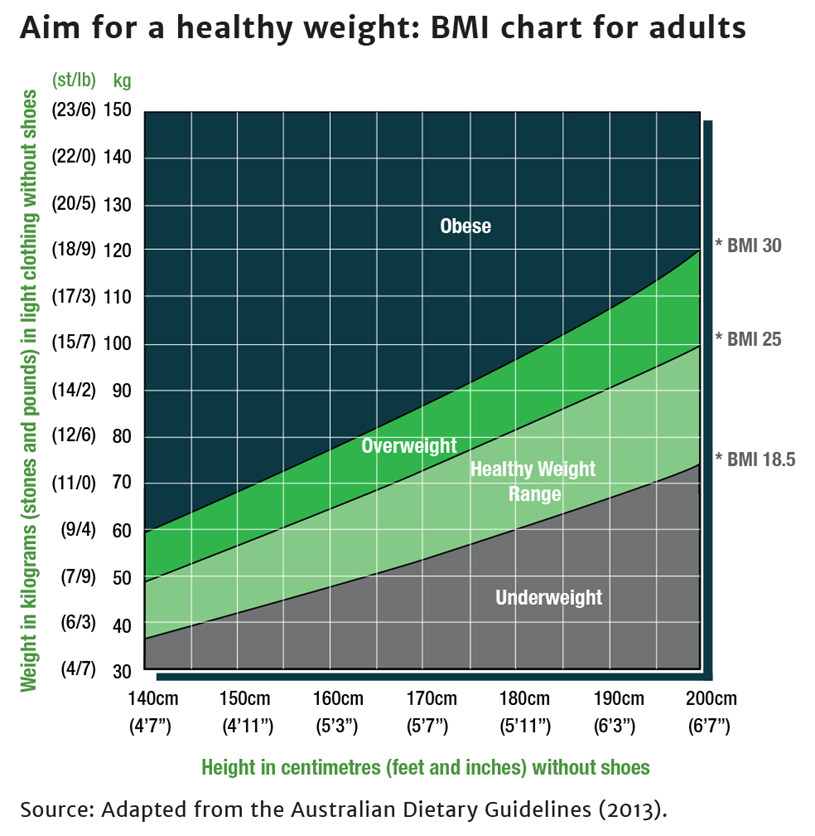 Aim for a healthy weight: BMI chart for adults
(st/lb) kg
Weight in kilograms (stones and pounds) in light clothing without shoes
(23/6) 150
(22/0) 140
(20/5) 130
(18/9) 120
(17/3) 110
(15/7) 100
(14/2) 90
(12/6) 80
(11/0) 70
(9/4) 60
(7/9) 50
(6/3) 40
(4/7) 30
Obese
Overweight
Healthy Weight
Range
Underweight
* BMI 30
* BMI 25
* BMI 18.5
140cm 150cm 160cm 170cm 180cm 190cm 200cm
(4’7”) (4’11”) (5’3”) (5’7”) (5’11”) (6’3”) (6’7”)
Height in centimetres (feet and inches) without shoes
Source: Adapted from the Australian Dietary Guidelines (2013).